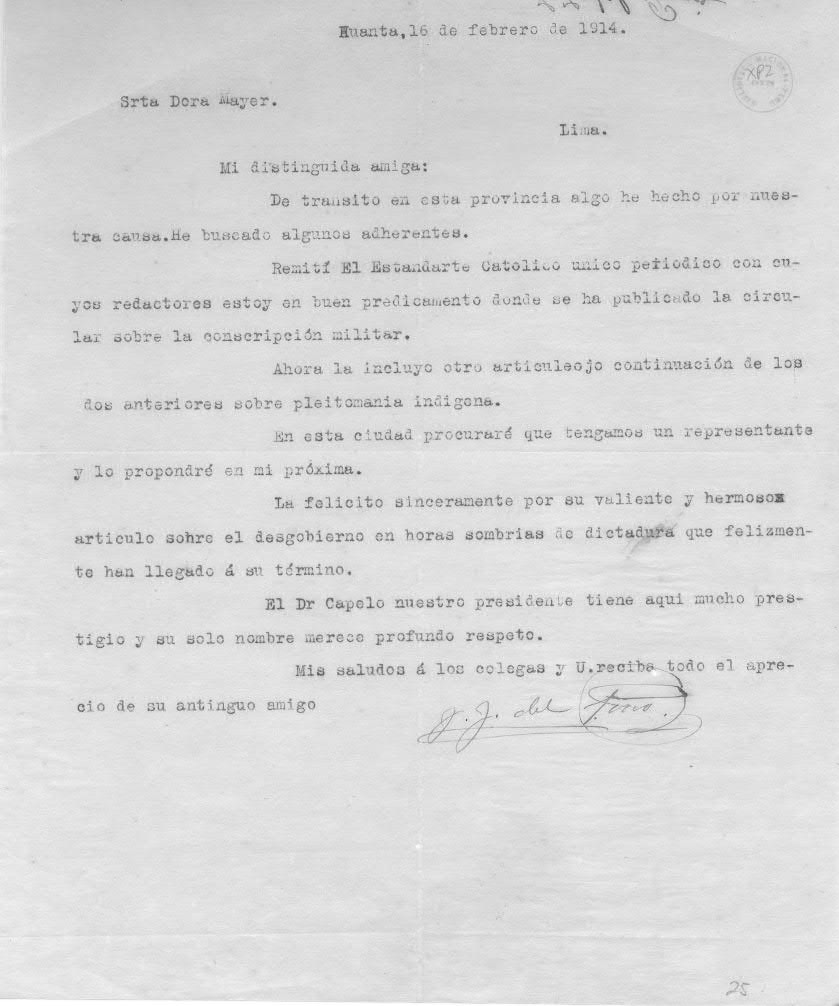 Huanta,16 de febrero de 1914.
XP2
Srta Dora Mayer.
Lima.
Mi distinguida amiga:
De transito en esta provincia algo he hecho por nues-
tra causa.He buscado algunos adherentes.
Remití El Estandarte Catolico unico periodico con cu-
yos redactores estoy en buen predicamento donde se ha publicado la circu-
lar sobre la conscripción militar.
Ahora la incluyo otro articuleojo continuación de los
dos anteriores sobre pleitomania indigena.
En esta ciudad procuraré que tengamos un representante
y lo propondré en mi próxima.
La felicito sinceramente por su valiente y hermosox
articulo sobre el desgobierno en horas sombrias de dictadura que felizmen-
te han llegado á su término.
El Dr Capelo nuestro presidente tiene aqui mucho pres-
tigio y su solo nombre merece profundo respeto.
Mis saludos á los colegas y U.reciba todo el apre-
cio de su antinguo amigo
J. del
25